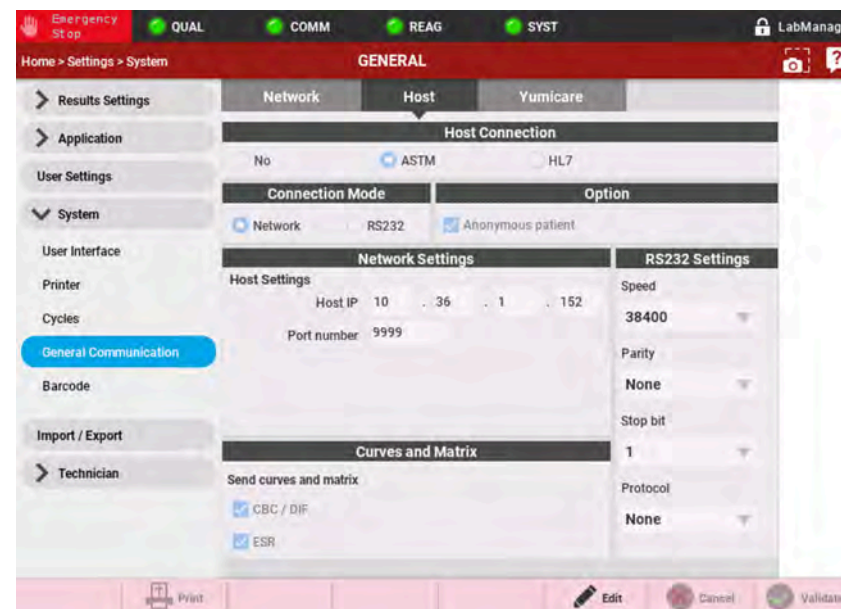 Emergency
Stop
QUAL
COMM
REAG
SYST
LabManag
Home > Settings > System
GENERAL
?
Results Settings
Application
User Settings
System
User Interface
Printer
Cycles
General Communication
Barcode
Import / Export
Technician
Network
Host
Yumicare
Host Connection
No
ASTM
HL7
Connection Mode
Option
Network
RS232
Anonymous patient
Network Settings
Host Settings
Host IP 10 . 36 . 1 . 152
Port number 9999
RS232 Settings
Speed
38400
Parity
None
Stop bit
1
Protocol
None
Curves and Matrix
Send curves and matrix
CBC / DIF
ESR
Print
Edit
Cancel
Validat